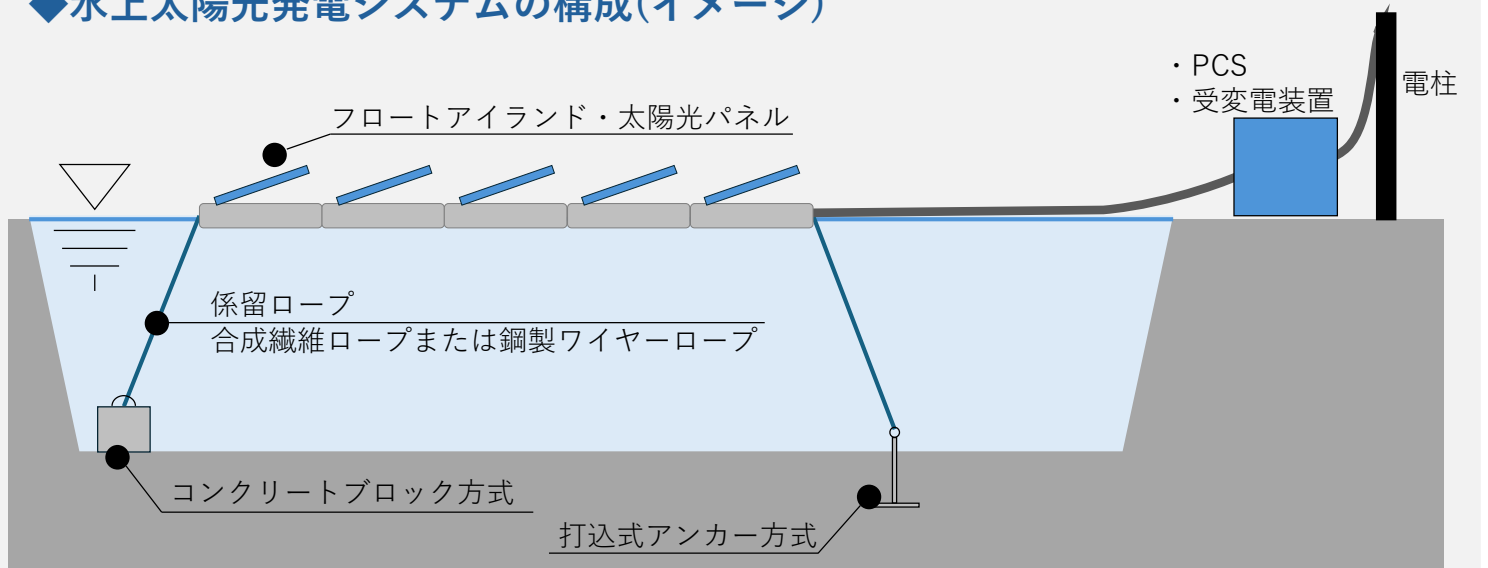 ◆水上太陽光発電システムの構成(イメージ)
・PCS
・受変電装置
電柱
フロートアイランド・太陽光パネル
係留ロープ
合成繊維ロープまたは鋼製ワイヤーロープ
コンクリートブロック方式
打込式アンカー方式